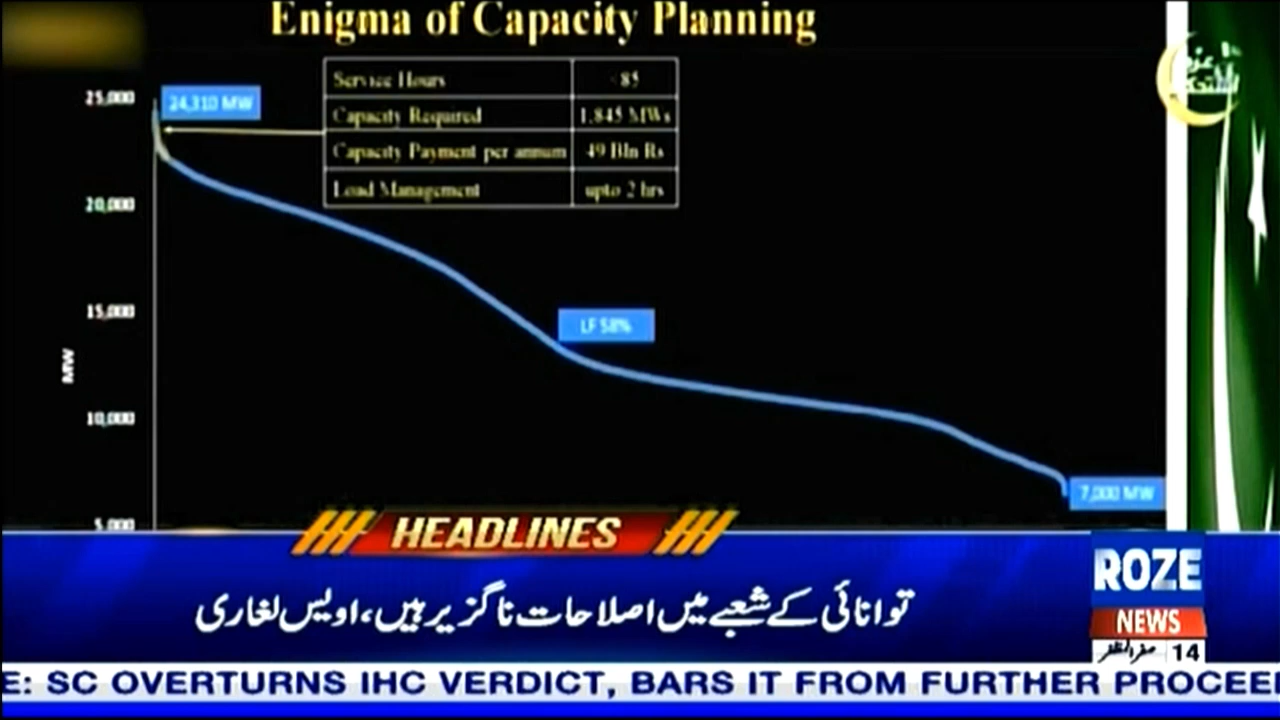 Enigma of Capacity Planning
25,000
24,310 MW
Service Hours 85
Capacity Required 1,845 MWs
Capacity Payment per annum 49 Bln Rs
Load Management upto 2 hrs
20,000
15,000
LF 58%
MW
10,000
7,000 MW
5,000
HEADLINES
توانائی کے شعبے میں اصلاحات ناگزیر ہیں، اویس لغاری
ROZE
NEWS
14 صفر المظفر
E: SC OVERTURNS IHC VERDICT, BARS IT FROM FURTHER PROCEE